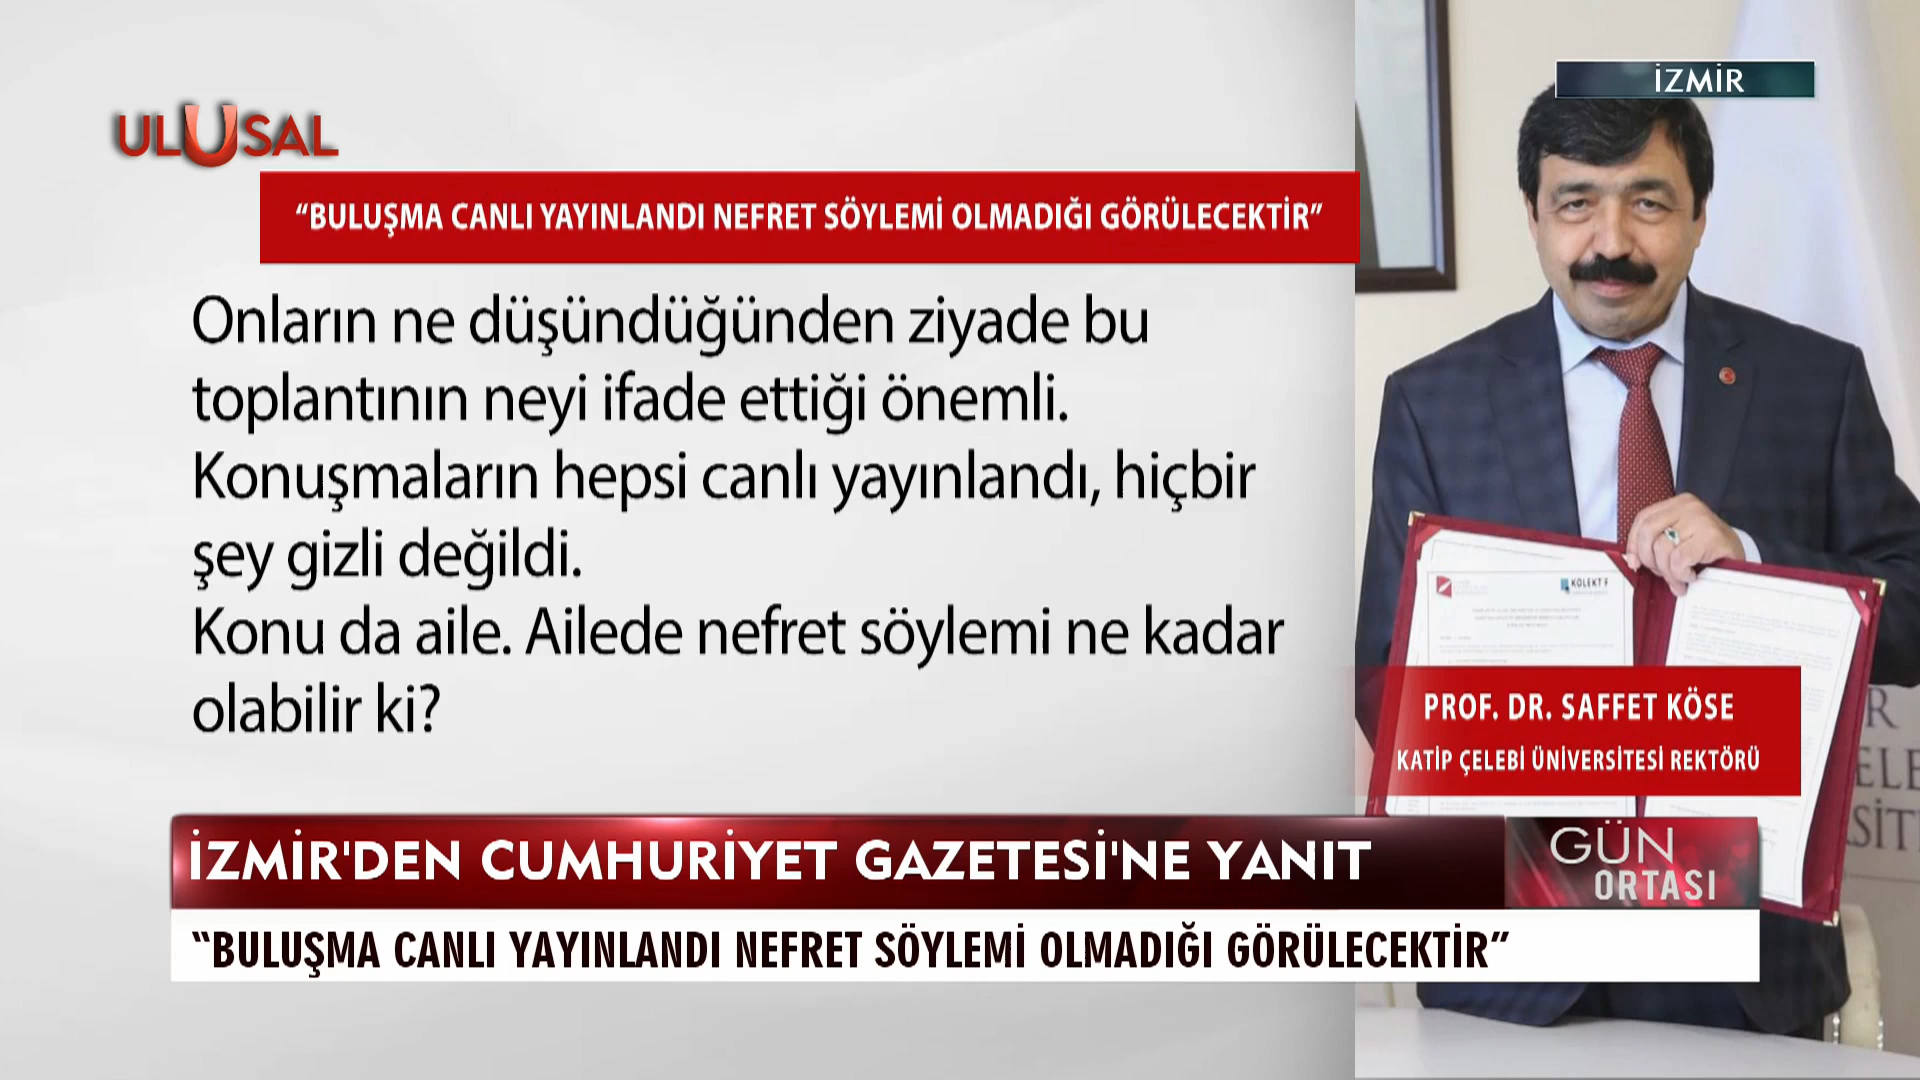 İZMİR
ULUSAL
“BULUŞMA CANLI YAYINLANDI NEFRET SÖYLEMİ OLMADIĞI GÖRÜLECEKTİR”
Onların ne düşündüğünden ziyade bu
toplantının neyi ifade ettiği önemli.
Konuşmaların hepsi canlı yayınlandı, hiçbir
şey gizli değildi.
Konu da aile. Ailede nefret söylemi ne kadar
olabilir ki?
KOLEKT
PROF. DR. SAFFET KÖSE
KATİP ÇELEBİ ÜNİVERSİTESİ REKTÖRÜ
İZMİR'DEN CUMHURİYET GAZETESİ'NE YANIT
GÜN
ORTASI
“BULUŞMA CANLI YAYINLANDI NEFRET SÖYLEMİ OLMADIĞI GÖRÜLECEKTİR”